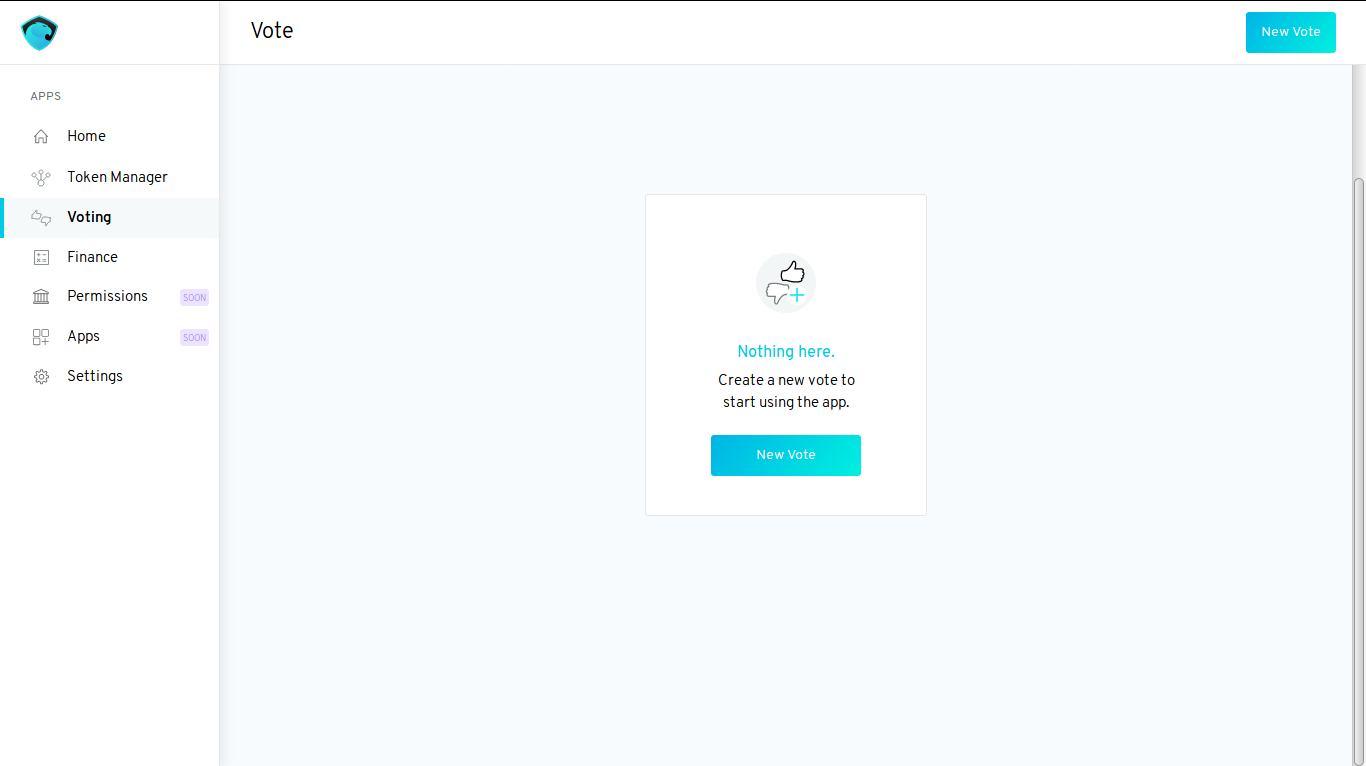 Vote
New Vote
APPS
Home
Token Manager
Voting
Finance
Permissions SOON
Apps SOON
Settings
Nothing here.
Create a new vote to
start using the app.
New Vote